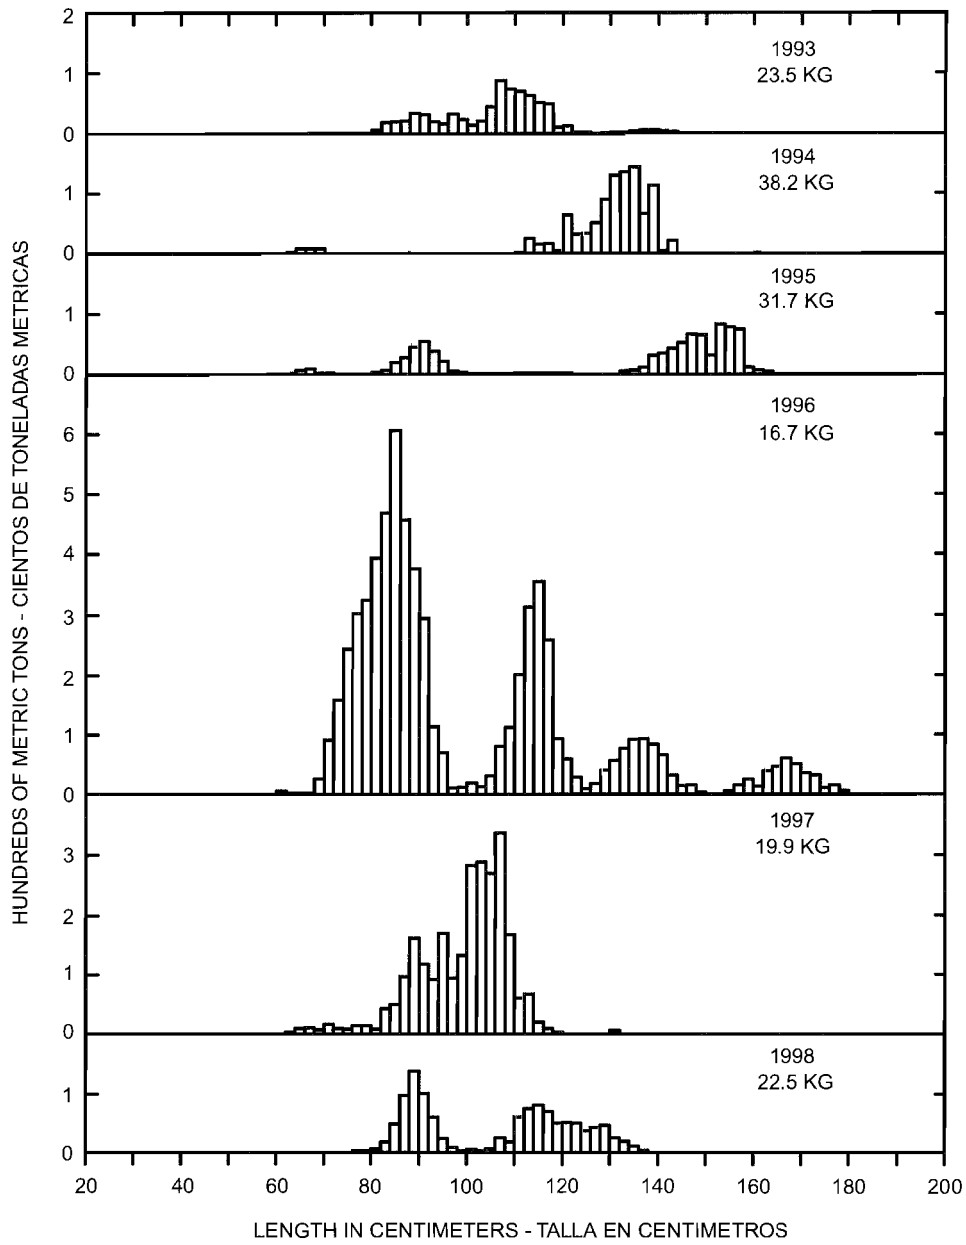 HUNDREDS OF METRIC TONS - CIENTOS DE TONELADAS METRICAS
2
1
0
1993
23.5 KG
1
0
1994
38.2 KG
1
0
1995
31.7 KG
6
5
4
3
2
1
0
1996
16.7 KG
3
2
1
0
1997
19.9 KG
1
0
1998
22.5 KG
20 40 60 80 100 120 140 160 180 200
LENGTH IN CENTIMETERS - TALLA EN CENTIMETROS